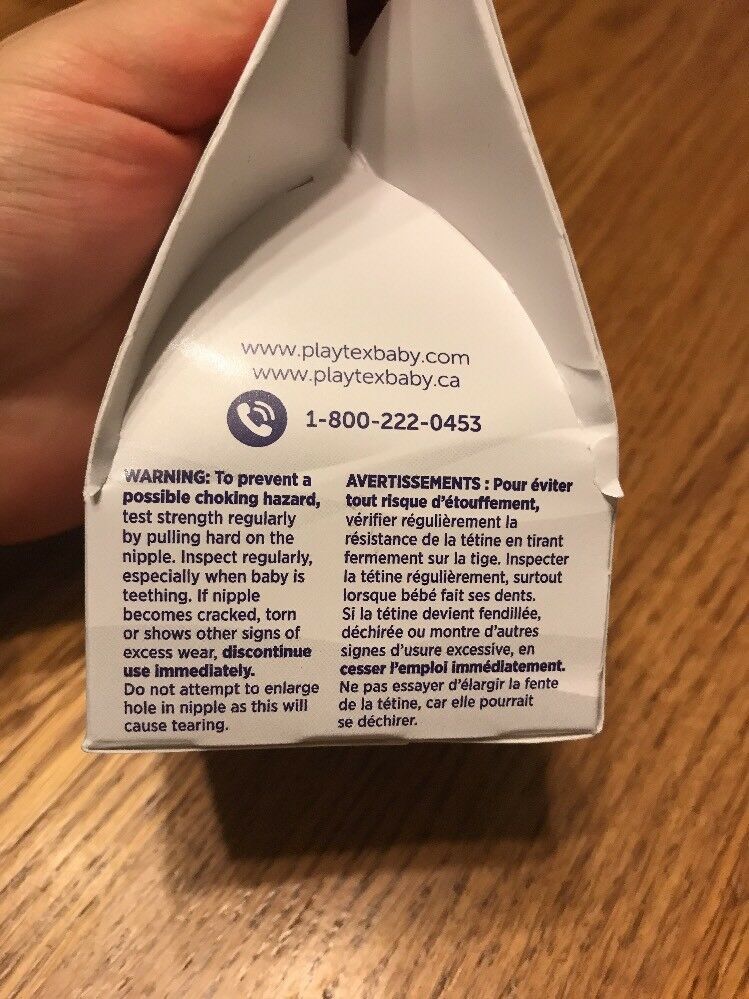 www.playtexbaby.com
www.playtexbaby.ca
1-800-222-0453
WARNING: To prevent a
possible choking hazard,
test strength regularly
by pulling hard on the
nipple. Inspect regularly,
especially when baby is
teething. If nipple
becomes cracked, torn
or shows other signs of
excess wear, discontinue
use immediately.
Do not attempt to enlarge
hole in nipple as this will
cause tearing.
AVERTISSEMENTS : Pour éviter
tout risque d'étouffement,
vérifier régulièrement la
résistance de la tétine en tirant
fermement sur la tige. Inspecter
la tétine régulièrement, surtout
lorsque bébé fait ses dents.
Si la tétine devient fendillée,
déchirée ou montre d'autres
signes d'usure excessive, en
cesser l'emploi immédiatement.
Ne pas essayer d'élargir la fente
de la tétine, car elle pourrait
se déchirer.